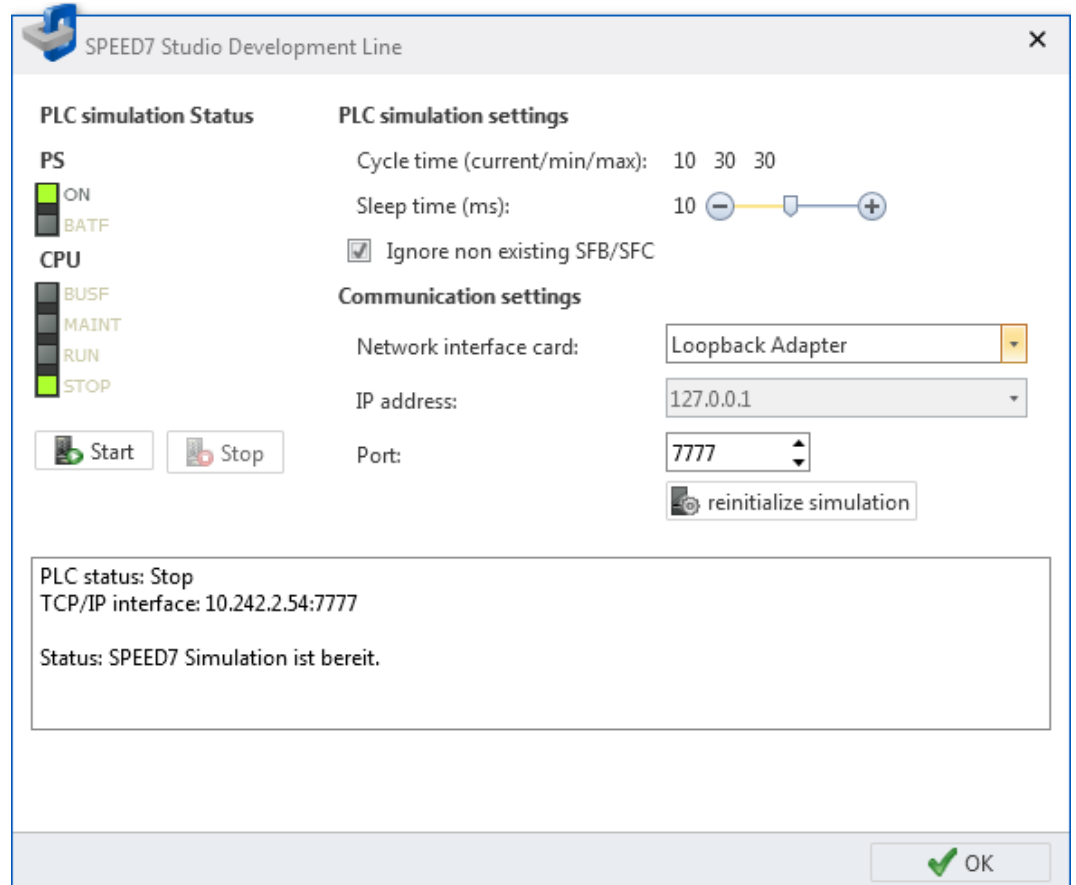 SPEED7 Studio Development Line
PLC simulation Status
PS
ON
BATF
CPU
BUSF
MAINT
RUN
STOP
Start
Stop
PLC simulation settings
Cycle time (current/min/max): 10 30 30
Sleep time (ms): 10
Ignore non existing SFB/SFC
Communication settings
Network interface card: Loopback Adapter
IP address: 127.0.0.1
Port: 7777
reinitialize simulation
PLC status: Stop
TCP/IP interface: 10.242.2.54:7777
Status: SPEED7 Simulation ist bereit.
OK